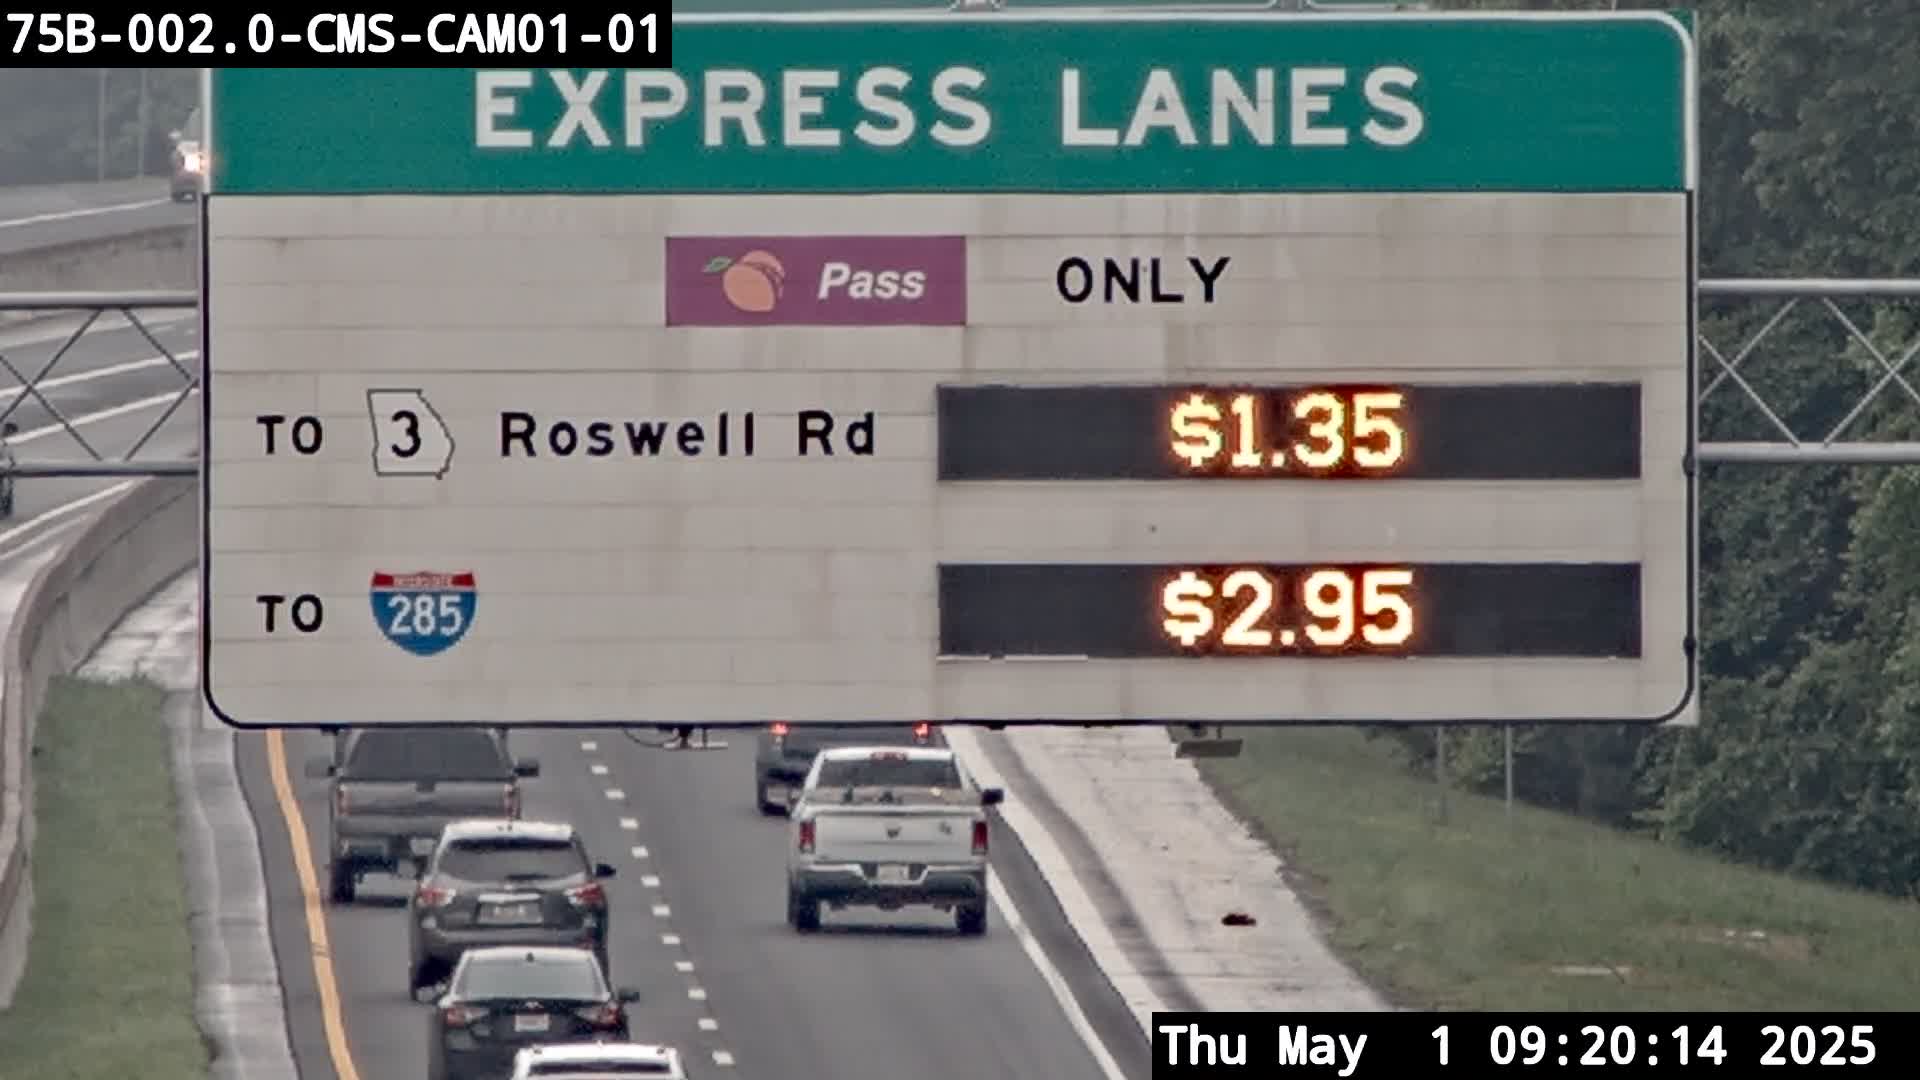 75B-002.0-CMS-CAM01-01
EXPRESS LANES
Pass ONLY
TO 3 Roswell Rd $1.35
INTERSTATE
TO 285 $2.95
Thu May 1 09:20:14 2025